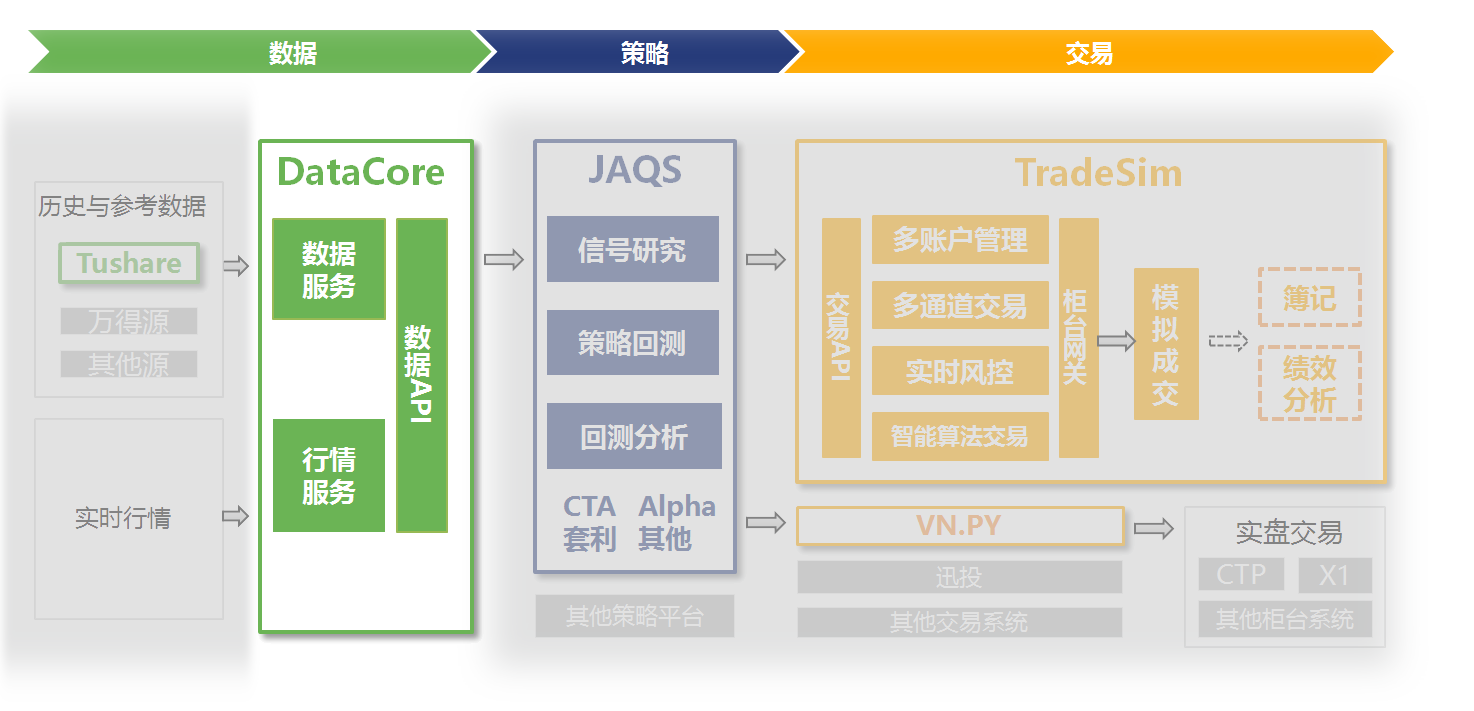 数据
策略
交易
历史与参考数据
Tushare
万得源
其他源
实时行情
DataCore
数据
服务
行情
服务
数据API
JAQS
信号研究
策略回测
回测分析
CTA Alpha
套利 其他
其他策略平台
TradeSim
交易API
多账户管理
多通道交易
实时风控
智能算法交易
柜台网关
模拟成交
簿记
绩效
分析
VN.PY
迅投
其他交易系统
实盘交易
CTP
X1
其他柜台系统